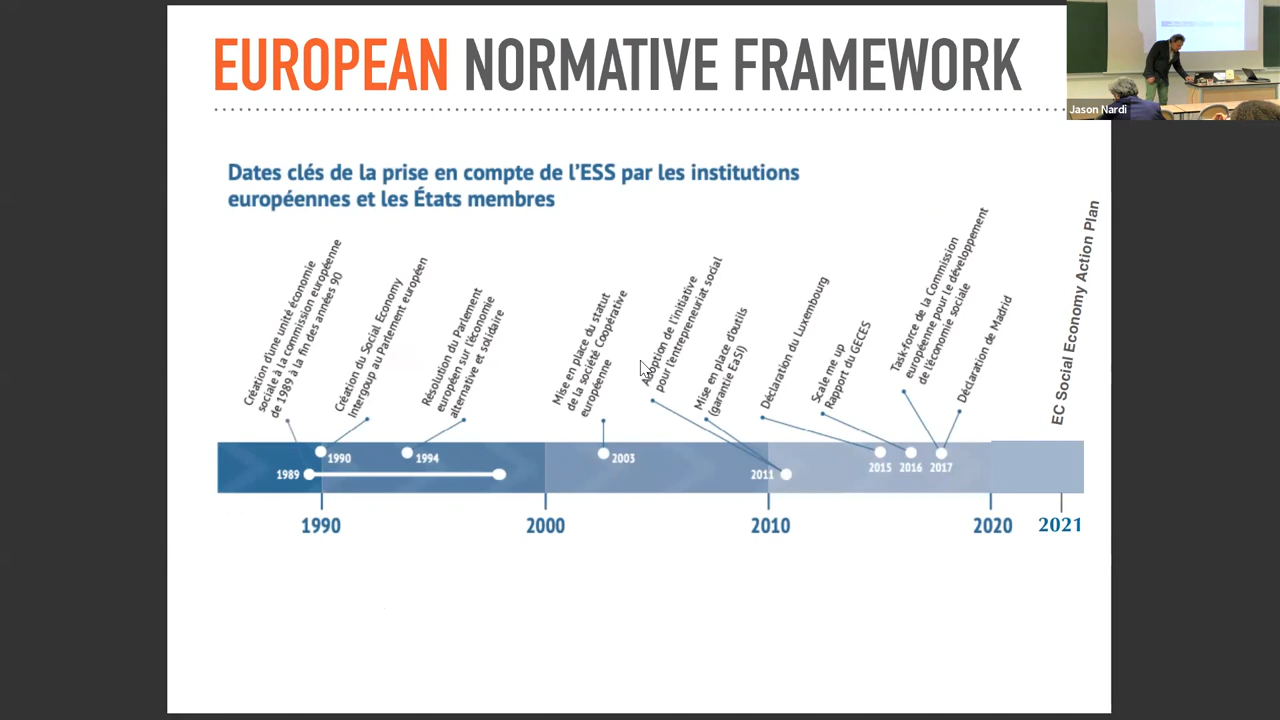 EUROPEAN NORMATIVE FRAMEWORK
Jason Nardi
Dates clés de la prise en compte de l'ESS par les institutions
européennes et les États membres
Création d'une unité économie
sociale à la commission européenne
de 1989 à la fin des années 90
Création du Social Economy
Intergoup au Parlement européen
Résolution du Parlement
européen sur l'économie
alternative et solidaire
Mise en place du statut
de la société Coopérative
européenne
Adoption de l'initiative
pour l'entrepreneuriat social
Mise en place d'outils
(garantie EaSI)
Déclaration du Luxembourg
Scale me up
Rapport du GECES
Task-force de la Commission
européenne pour le développement
de l'économie sociale
Déclaration de Madrid
EC Social Economy Action Plan
1989
1990
1994
2003
2011
2015
2016
2017
1990
2000
2010
2020
2021